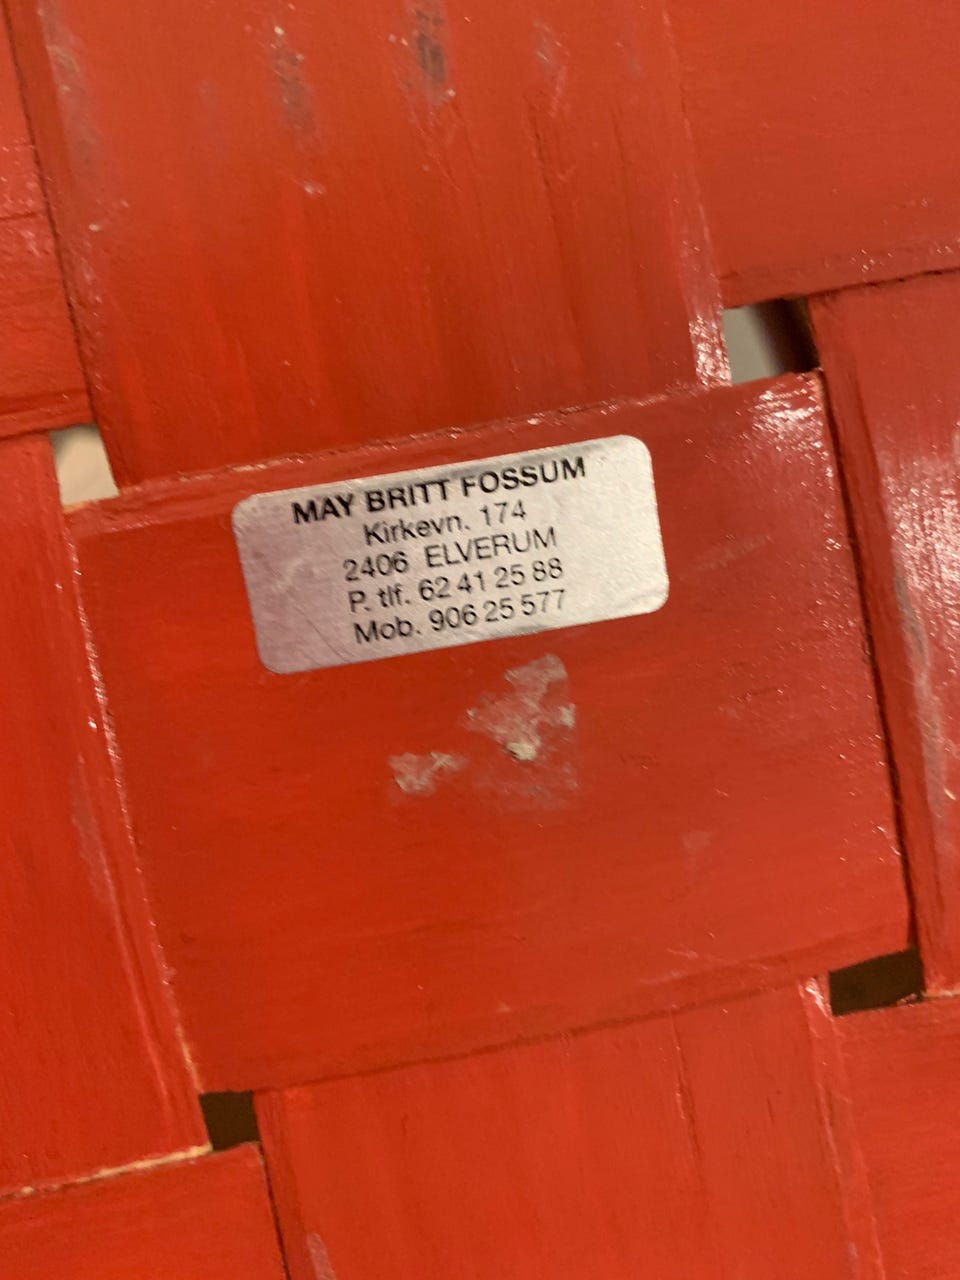 MAY BRITT FOSSUM
Kirkevn. 174
2406 ELVERUM
P. tlf. 62 41 25 88
Mob. 906 25 577